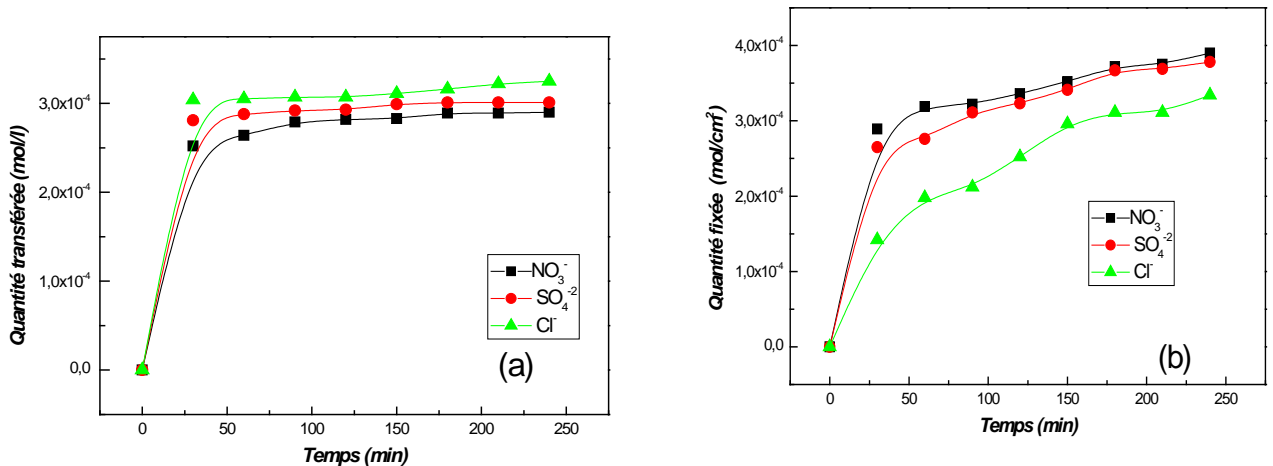 Quantité transférée (mol/l)
3,0x10⁻⁴
2,0x10⁻⁴
1,0x10⁻⁴
0,0
0 50 100 150 200 250
Temps (min)
NO₃⁻
SO₄⁻²
Cl⁻
(a)
Quantité fixée (mol/cm²)
4,0x10⁻⁴
3,0x10⁻⁴
2,0x10⁻⁴
1,0x10⁻⁴
0,0
0 50 100 150 200 250
Temps (min)
NO₃⁻
SO₄⁻²
Cl⁻
(b)